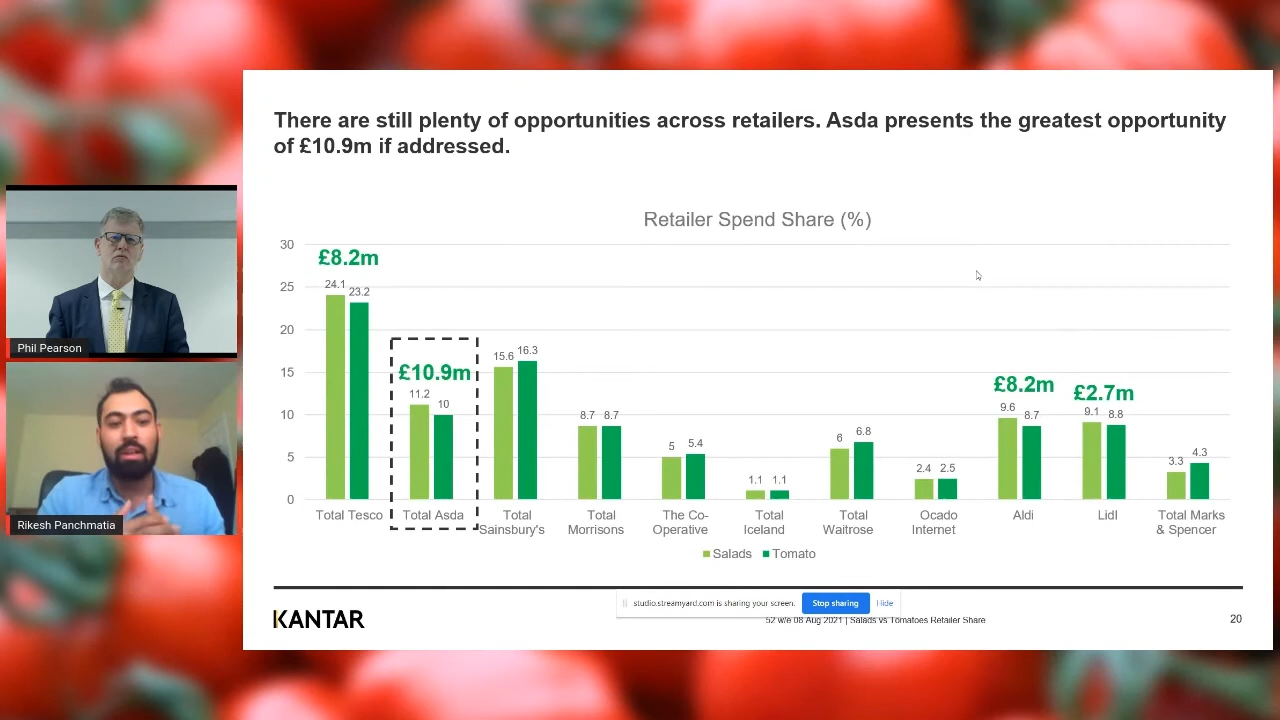 There are still plenty of opportunities across retailers. Asda presents the greatest opportunity
of £10.9m if addressed.
Retailer Spend Share (%)
30
25
20
15
10
5
0
£8.2m
24.1
23.2
£10.9m
11.2
10
15.6
16.3
8.7
8.7
5
5.4
1.1
1.1
6
6.8
2.4
2.5
£8.2m
9.6
8.7
£2.7m
9.1
8.8
3.3
4.3
Total Tesco
Total Asda
Total
Sainsbury's
Total
Morrisons
The Co-
Operative
Total
Iceland
Total
Waitrose
Ocado
Internet
Aldi
Lidl
Total Marks
& Spencer
Salads
Tomato
Phil Pearson
Rikesh Panchmatia
studio.streamyard.com is sharing your screen.
Stop sharing
Hide
KANTAR
52 w/e 08 Aug 2021 | Salads vs Tomatoes Retailer Share
20